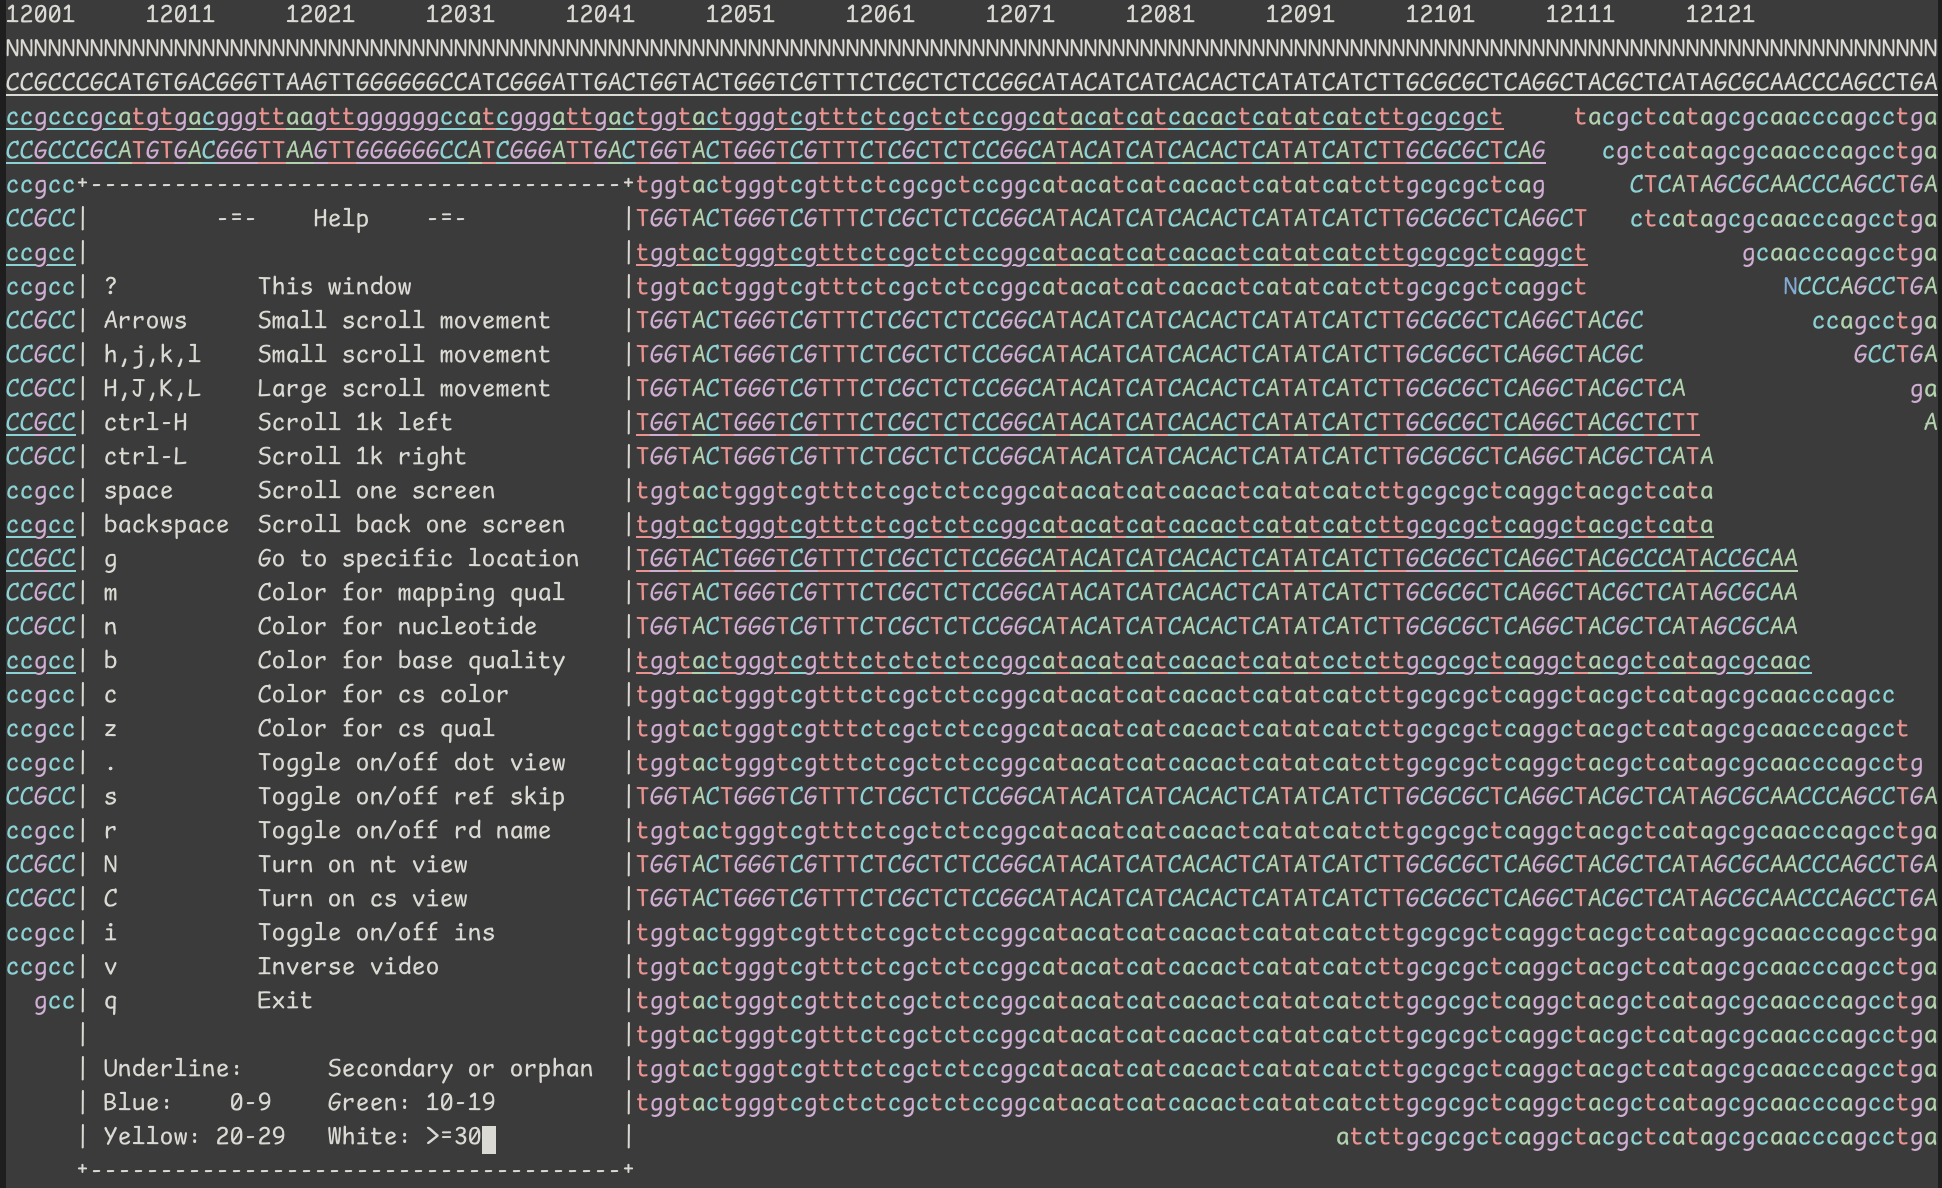 12001     12011     12021     12031     12041     12051     12061     12071     12081     12091     12101     12111     12121
NNNNNNNNNNNNNNNNNNNNNNNNNNNNNNNNNNNNNNNNNNNNNNNNNNNNNNNNNNNNNNNNNNNNNNNNNNNNNNNNNNNNNNNNNNNNNNNNNNNNNNNNNNNNNNNNNNNNNNNNNNNNNNNNNNNNNNNNNN
CCGCCCGCATGTGACGGGTTAAGTTGGGGGGCCATCGGGATTGACTGGTACTGGGTCGTTTCTCGCTCTCCGGCATACATCATCACACTCATATCATCTTGCGCGCTCAGGCTACGCTCATAGCGCAACCCAGCCTGA
ccgcccgcatgtgacgggttaagttggggggccatcgggattgactggtactgggtcgtttctcgctctccggcatacatcatcacactcatatcatcttgcgcgct     tacgctcatagcgcaacccagcctga
CCGCCCGCATGTGACGGGTTAAGTTGGGGGGCCATCGGGATTGACTGGTACTGGGTCGTTTCTCGCTCTCCGGCATACATCATCACACTCATATCATCTTGCGCGCTCAG    cgctcatagcgcaacccagcctga
ccgcc+--------------------------------------+tggtactgggtcgtttctcgctctccggcatacatcatcacactcatatcatcttgcgcgctcag      CTCATAGCGCAACCCAGCCTGA
CCGCC|         -=-    Help    -=-           |TGGTACTGGGTCGTTTCTCGCTCTCCGGCATACATCATCACACTCATATCATCTTGCGCGCTCAGGCT   ctcatagcgcaacccagcctga
ccgcc|                                      |tggtactgggtcgtttctcgctctccggcatacatcatcacactcatatcatcttgcgcgctcaggct           gcaacccagcctga
ccgcc| ?          This window               |tggtactgggtcgtttctcgctctccggcatacatcatcacactcatatcatcttgcgcgctcaggct              NCCCAGCCTGA
CCGCC| Arrows     Small scroll movement     |TGGTACTGGGTCGTTTCTCGCTCTCCGGCATACATCATCACACTCATATCATCTTGCGCGCTCAGGCTACGC            ccagcctga
CCGCC| h,j,k,l    Small scroll movement     |TGGTACTGGGTCGTTTCTCGCTCTCCGGCATACATCATCACACTCATATCATCTTGCGCGCTCAGGCTACGC               GCCTGA
CCGCC| H,J,K,L    Large scroll movement     |TGGTACTGGGTCGTTTCTCGCTCTCCGGCATACATCATCACACTCATATCATCTTGCGCGCTCAGGCTACGCTCA                ga
CCGCC| ctrl-H     Scroll 1k left            |TGGTACTGGGTCGTTTCTCGCTCTCCGGCATACATCATCACACTCATATCATCTTGCGCGCTCAGGCTACGCTCTT                A
CCGCC| ctrl-L     Scroll 1k right           |TGGTACTGGGTCGTTTCTCGCTCTCCGGCATACATCATCACACTCATATCATCTTGCGCGCTCAGGCTACGCTCATA
ccgcc| space      Scroll one screen         |tggtactgggtcgtttctcgctctccggcatacatcatcacactcatatcatcttgcgcgctcaggctacgctcata
ccgcc| backspace  Scroll back one screen    |tggtactgggtcgtttctcgctctccggcatacatcatcacactcatatcatcttgcgcgctcaggctacgctcata
CCGCC| g          Go to specific location   |TGGTACTGGGTCGTTTCTCGCTCTCCGGCATACATCATCACACTCATATCATCTTGCGCGCTCAGGCTACGCCCATACCGCAA
CCGCC| m          Color for mapping qual    |TGGTACTGGGTCGTTTCTCGCTCTCCGGCATACATCATCACACTCATATCATCTTGCGCGCTCAGGCTACGCTCATAGCGCAA
CCGCC| n          Color for nucleotide      |TGGTACTGGGTCGTTTCTCGCTCTCCGGCATACATCATCACACTCATATCATCTTGCGCGCTCAGGCTACGCTCATAGCGCAA
ccgcc| b          Color for base quality    |tggtactgggtcgtttctctctctccggcatacatcatcacactcatatcctcttgcgcgctcaggctacgctcatagcgcaac
ccgcc| c          Color for cs color        |tggtactgggtcgtttctcgctctccggcatacatcatcacactcatatcatcttgcgcgctcaggctacgctcatagcgcaacccagcc
ccgcc| z          Color for cs qual         |tggtactgggtcgtttctcgctctccggcatacatcatcacactcatatcatcttgcgcgctcaggctacgctcatagcgcaacccagcct
ccgcc| .          Toggle on/off dot view    |tggtactgggtcgtttctcgctctccggcatacatcatcacactcatatcatcttgcgcgctcaggctacgctcatagcgcaacccagcctg
CCGCC| s          Toggle on/off ref skip    |TGGTACTGGGTCGTTTCTCGCTCTCCGGCATACATCATCACACTCATATCATCTTGCGCGCTCAGGCTACGCTCATAGCGCAACCCAGCCTGA
ccgcc| r          Toggle on/off rd name     |tggtactgggtcgtttctcgctctccggcatacatcatcacactcatatcatcttgcgcgctcaggctacgctcatagcgcaacccagcctga
CCGCC| N          Turn on nt view           |TGGTACTGGGTCGTTTCTCGCTCTCCGGCATACATCATCACACTCATATCATCTTGCGCGCTCAGGCTACGCTCATAGCGCAACCCAGCCTGA
CCGCC| C          Turn on cs view           |TGGTACTGGGTCGTTTCTCGCTCTCCGGCATACATCATCACACTCATATCATCTTGCGCGCTCAGGCTACGCTCATAGCGCAACCCAGCCTGA
ccgcc| i          Toggle on/off ins         |tggtactgggtcgtttctcgctctccggcatacatcatcacactcatatcatcttgcgcgctcaggctacgctcatagcgcaacccagcctga
ccgcc| v          Inverse video             |tggtactgggtcgtttctcgctctccggcatacatcatcacactcatatcatcttgcgcgctcaggctacgctcatagcgcaacccagcctga
  gcc| q          Exit                      |tggtactgggtcgtttctcgctctccggcatacatcatcacactcatatcatcttgcgcgctcaggctacgctcatagcgcaacccagcctga
     |                                      |tggtactgggtcgtttctcgctctccggcatacatcatcacactcatatcatcttgcgcgctcaggctacgctcatagcgcaacccagcctga
     | Underline:      Secondary or orphan  |tggtactgggtcgtttctcgctctccggcatacatcatcacactcatatcatcttgcgcgctcaggctacgctcatagcgcaacccagcctga
     | Blue:    0-9    Green: 10-19         |tggtactgggtcgtctctcgctctccggcatacatcatcacactcatatcatcttgcgcgctcaggctacgctcatagcgcaacccagcctga
     | Yellow: 20-29   White: >=30          |                                                  atcttgcgcgctcaggctacgctcatagcgcaacccagcctga
     +--------------------------------------+